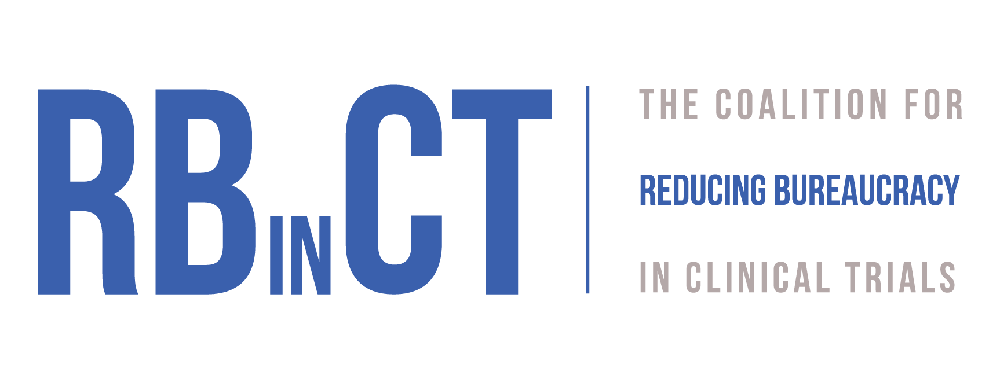 RBINCT
THE COALITION FOR
REDUCING BUREAUCRACY
IN CLINICAL TRIALS